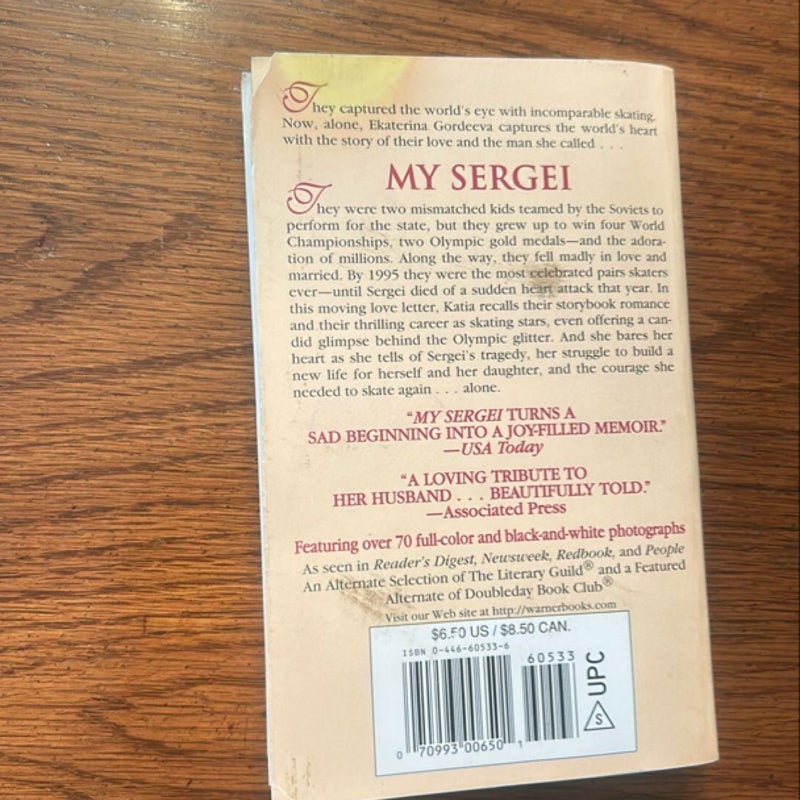 They captured the world's eye with incomparable skating.
Now, alone, Ekaterina Gordeeva captures the world's heart
with the story of their love and the man she called . . .
MY SERGEI
They were two mismatched kids teamed by the Soviets to
perform for the state, but they grew up to win four World
Championships, two Olympic gold medals—and the adora-
tion of millions. Along the way, they fell madly in love and
married. By 1995 they were the most celebrated pairs skaters
ever—until Sergei died of a sudden heart attack that year. In
this moving love letter, Katia recalls their storybook romance
and their thrilling career as skating stars, even offering a can-
did glimpse behind the Olympic glitter. And she bares her
heart as she tells of Sergei's tragedy, her struggle to build a
new life for herself and her daughter, and the courage she
needed to skate again . . . alone.
"MY SERGEI TURNS A
SAD BEGINNING INTO A JOY-FILLED MEMOIR."
—USA Today
"A LOVING TRIBUTE TO
HER HUSBAND . . . BEAUTIFULLY TOLD."
—Associated Press
Featuring over 70 full-color and black-and-white photographs
As seen in Reader's Digest, Newsweek, Redbook, and People
An Alternate Selection of The Literary Guild® and a Featured
Alternate of Doubleday Book Club®
Visit our Web site at http://warnerbooks.com
$6.50 US / $8.50 CAN.
ISBN 0-446-60533-6
60533
UPC
S
0 70993 00650 1